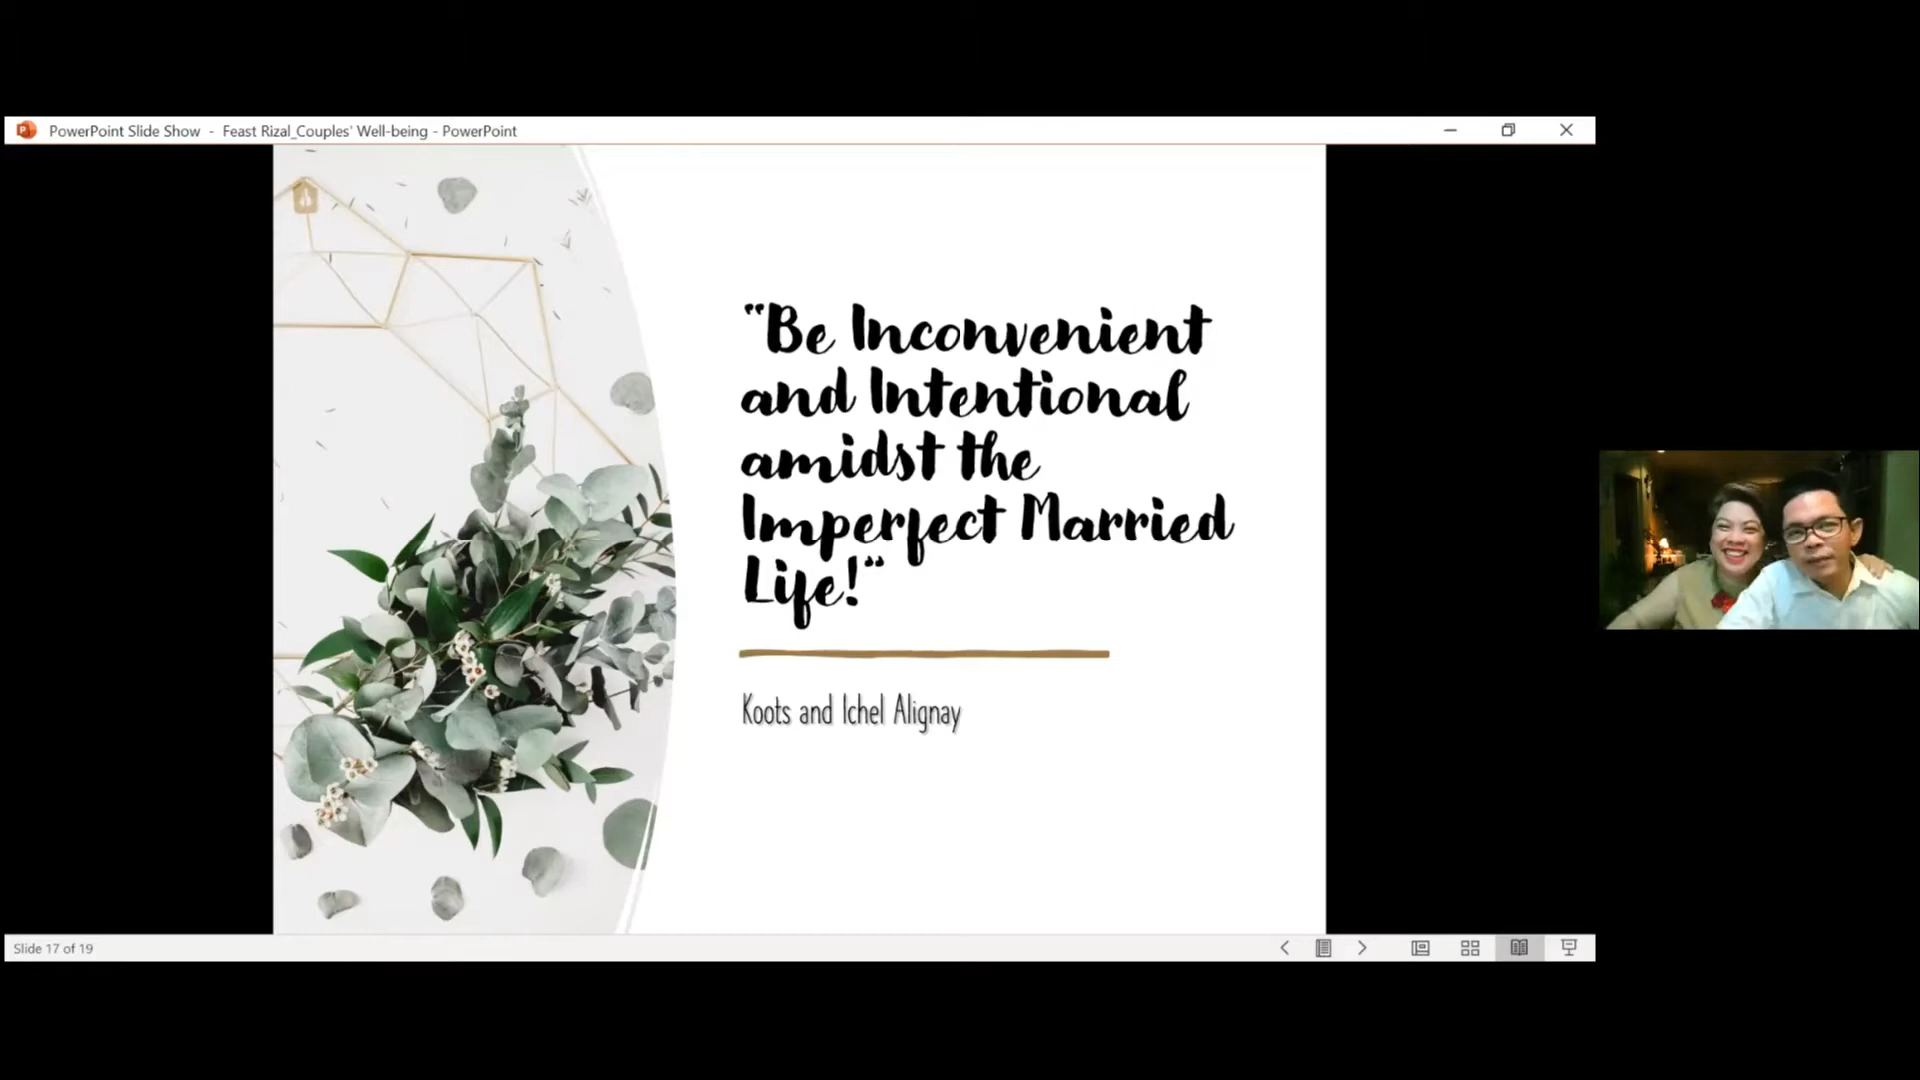 PowerPoint Slide Show - Feast Rizal_Couples' Well-being - PowerPoint
“Be Inconvenient
and Intentional
amidst the
Imperfect Married
Life!“
Koots and Ichel Alignay
Slide 17 of 19